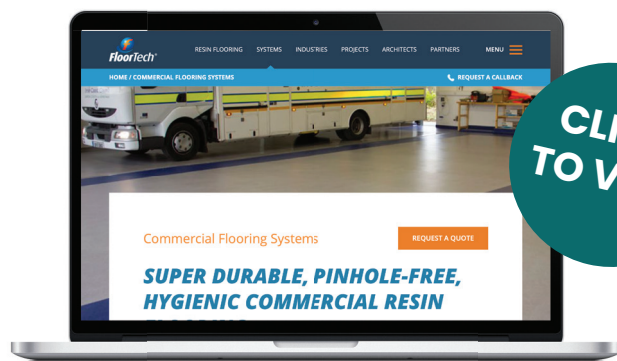 FloorTech®
RESIN FLOORING SYSTEMS INDUSTRIES PROJECTS ARCHITECTS PARTNERS MENU
HOME / COMMERCIAL FLOORING SYSTEMS REQUEST A CALLBACK
Commercial Flooring Systems
REQUEST A QUOTE
SUPER DURABLE, PINHOLE-FREE,
HYGIENIC COMMERCIAL RESIN
TO